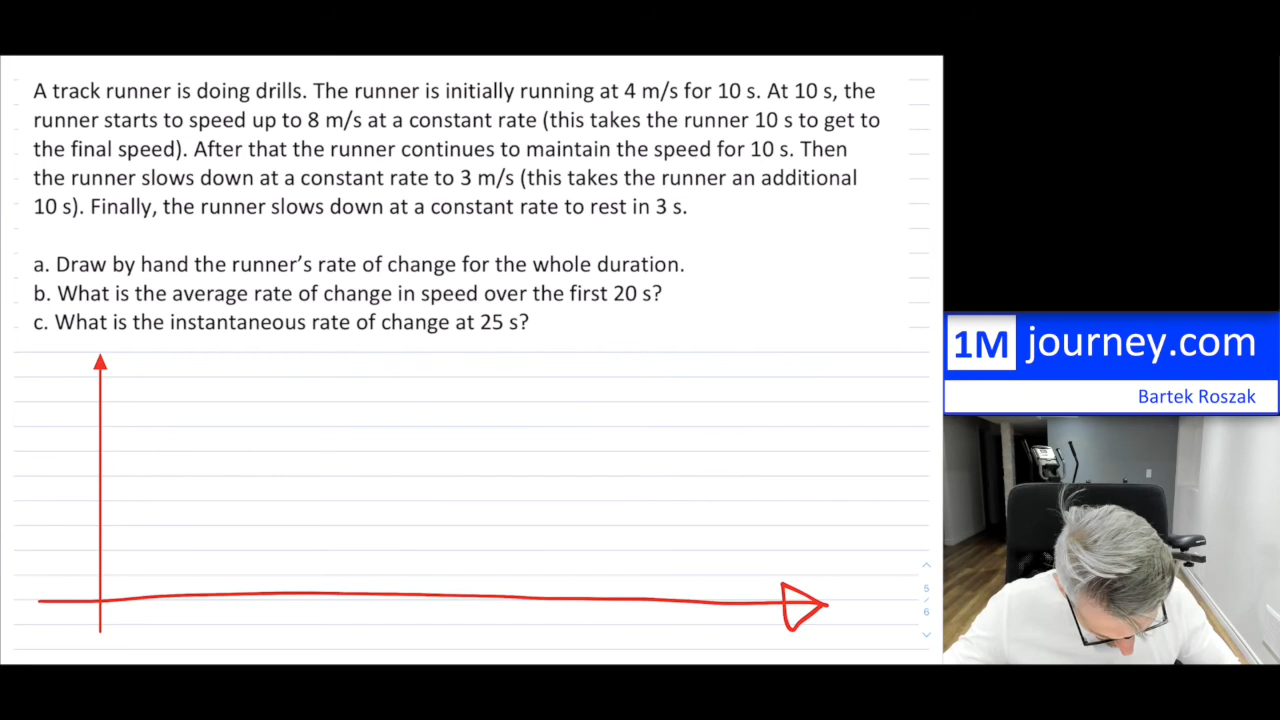 A track runner is doing drills. The runner is initially running at 4 m/s for 10 s. At 10 s, the
runner starts to speed up to 8 m/s at a constant rate (this takes the runner 10 s to get to
the final speed). After that the runner continues to maintain the speed for 10 s. Then
the runner slows down at a constant rate to 3 m/s (this takes the runner an additional
10 s). Finally, the runner slows down at a constant rate to rest in 3 s.
a. Draw by hand the runner's rate of change for the whole duration.
b. What is the average rate of change in speed over the first 20 s?
c. What is the instantaneous rate of change at 25 s?
1M journey.com
Bartek Roszak
5
/
6